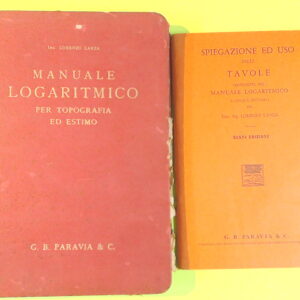 Ing. LORENZO LANZA
MANUALE
LOGARITMICO
PER TOPOGRAFIA
ED ESTIMO
G. B. PARAVIA & C.
SPIEGAZIONE ED USO
DELLE
TAVOLE
MANUALE LOGARITMICO
Ing. LORENZO LANZA
SESTA EDIZIONE
G. B. PARAVIA & C.